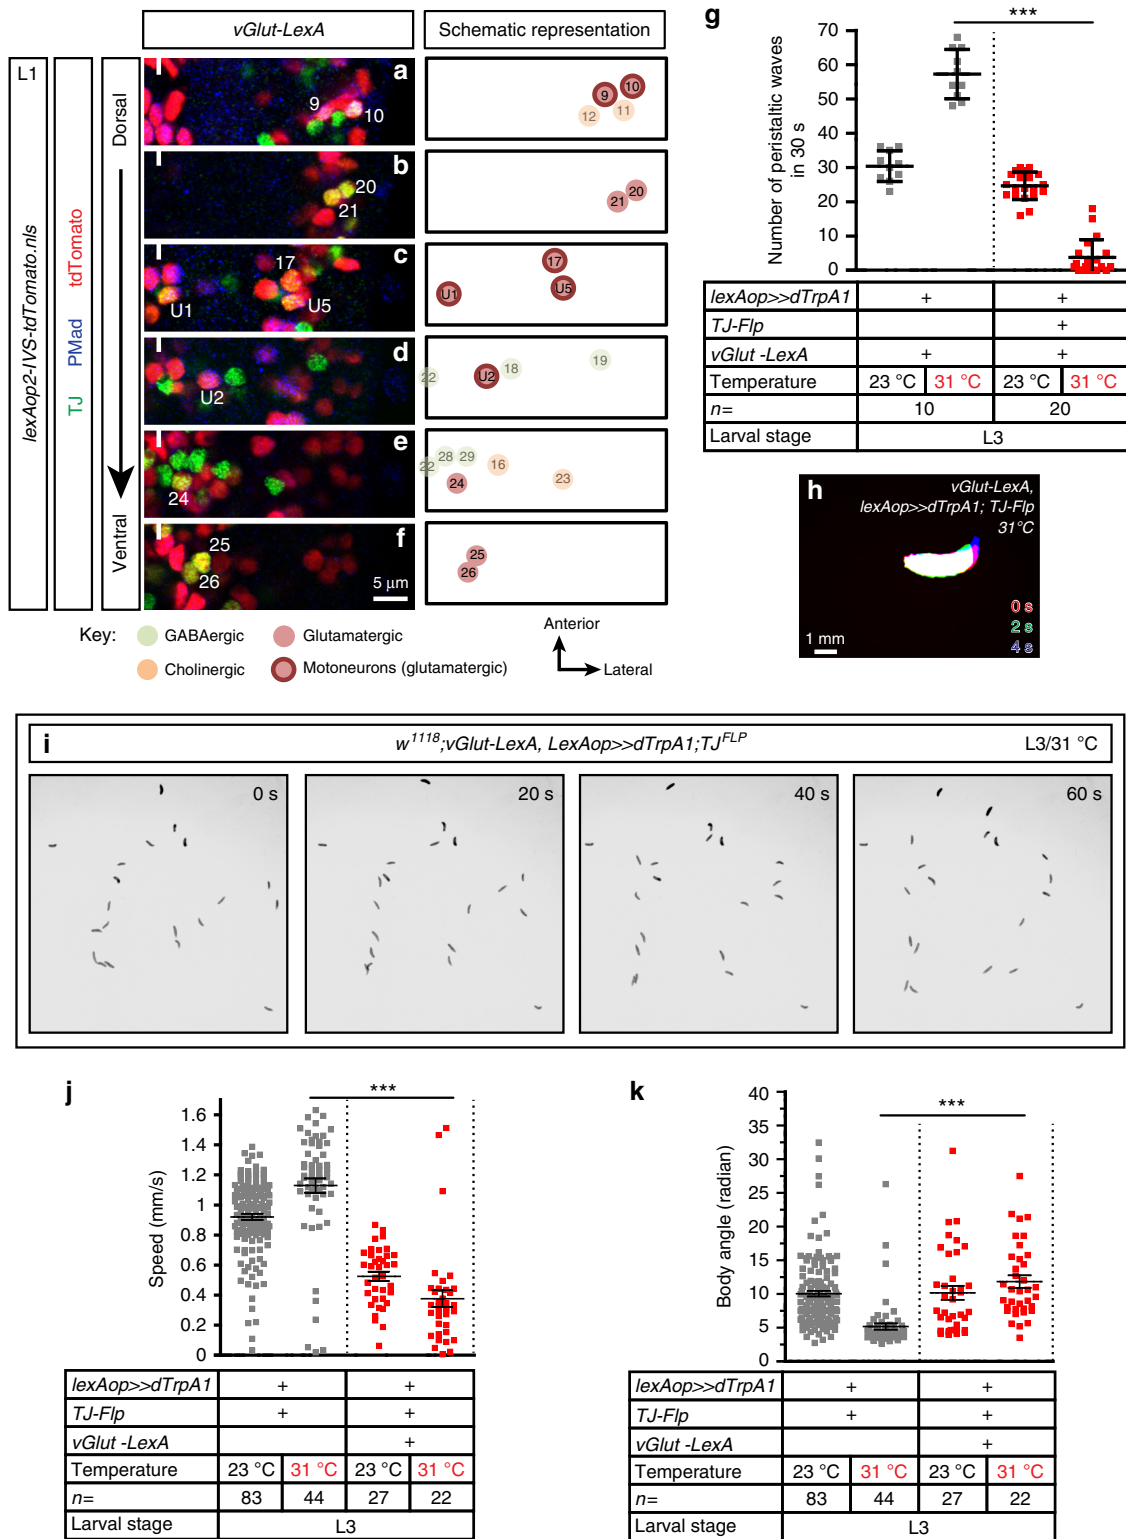 vGlut-LexA
Schematic representation
L1
lexAop2-IVS-tdTomato.nls
TJ PMad tdTomato
Dorsal
Ventral
a
9
10
9
10
12
11
b
20
21
21
20
c
17
U1
U5
17
U1
U5
d
U2
22
U2
18
19
e
24
22
28
29
24
16
23
f
25
26
5 µm
25
26
Key:
GABAergic
Glutamatergic
Cholinergic
Motoneurons (glutamatergic)
Anterior
Lateral
g
***
Number of peristaltic waves
in 30 s
70
60
50
40
30
20
10
0
lexAop>>dTrpA1 + +
TJ-Flp +
vGlut -LexA + +
Temperature 23 °C 31 °C 23 °C 31 °C
n= 10 20
Larval stage L3
h
vGlut-LexA,
lexAop>>dTrpA1; TJ-Flp
31°C
0 s
2 s
4 s
1 mm
i
w1118;vGlut-LexA, LexAop>>dTrpA1;TJFLP
L3/31 °C
0 s
20 s
40 s
60 s
j
***
Speed (mm/s)
1.6
1.4
1.2
1
0.8
0.6
0.4
0.2
0
lexAop>>dTrpA1 + +
TJ-Flp + +
vGlut -LexA +
Temperature 23 °C 31 °C 23 °C 31 °C
n= 83 44 27 22
Larval stage L3
k
***
Body angle (radian)
40
35
30
25
20
15
10
5
0
lexAop>>dTrpA1 + +
TJ-Flp + +
vGlut -LexA +
Temperature 23 °C 31 °C 23 °C 31 °C
n= 83 44 27 22
Larval stage L3